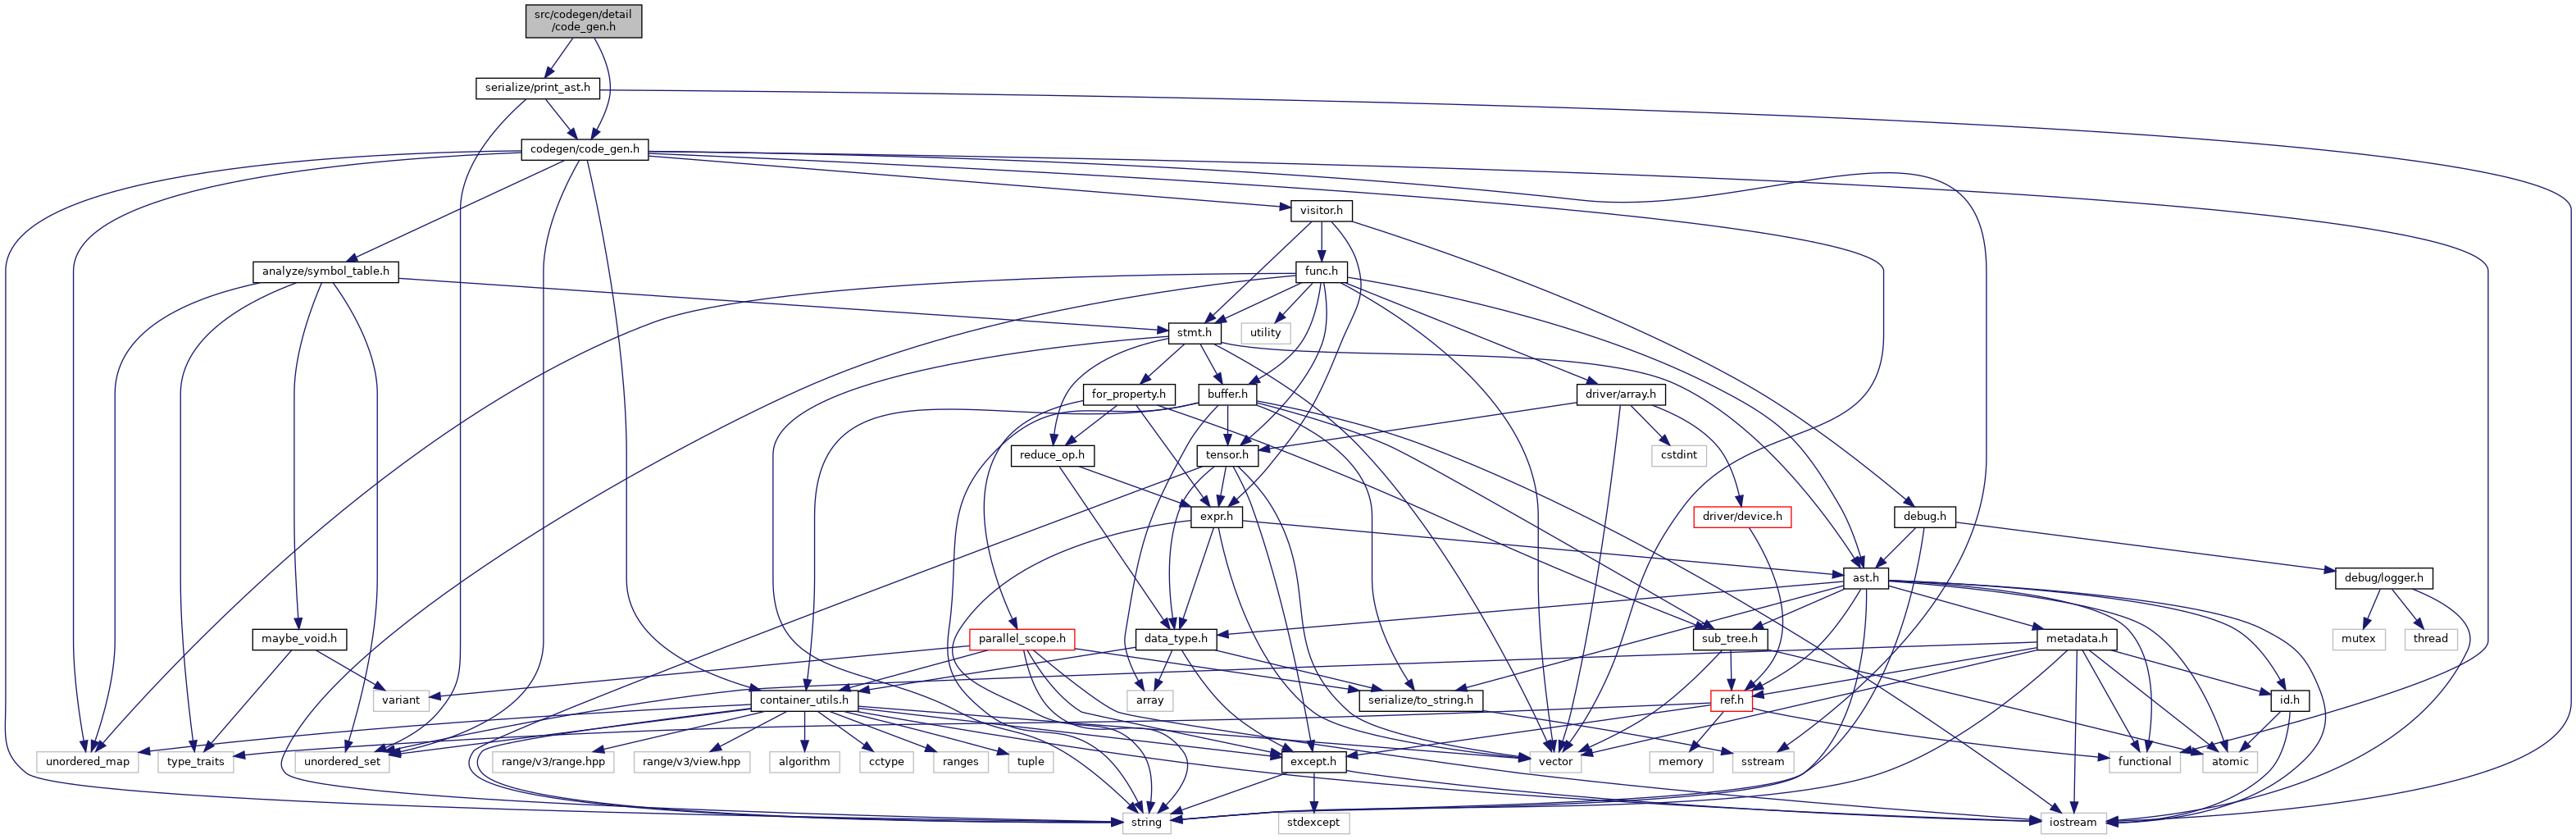 src/codegen/detail
/code_gen.h
serialize/print_ast.h
codegen/code_gen.h
visitor.h
analyze/symbol_table.h
func.h
stmt.h
utility
for_property.h
buffer.h
driver/array.h
reduce_op.h
tensor.h
cstdint
expr.h
driver/device.h
debug.h
ast.h
debug/logger.h
maybe_void.h
parallel_scope.h
data_type.h
sub_tree.h
metadata.h
mutex
thread
variant
container_utils.h
array
serialize/to_string.h
ref.h
id.h
unordered_map
type_traits
unordered_set
range/v3/range.hpp
range/v3/view.hpp
algorithm
cctype
ranges
tuple
except.h
vector
memory
sstream
functional
atomic
string
stdexcept
iostream